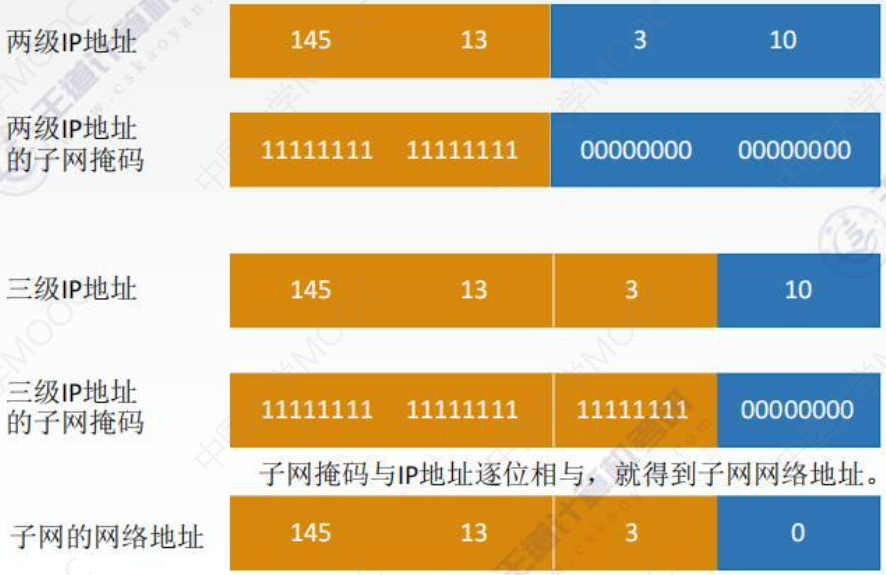 两级IP地址 145 13 3 10
两级IP地址
的子网掩码 11111111 11111111 00000000 00000000
三级IP地址 145 13 3 10
三级IP地址
的子网掩码 11111111 11111111 11111111 00000000
子网掩码与IP地址逐位相与，就得到子网网络地址。
子网的网络地址 145 13 3 0